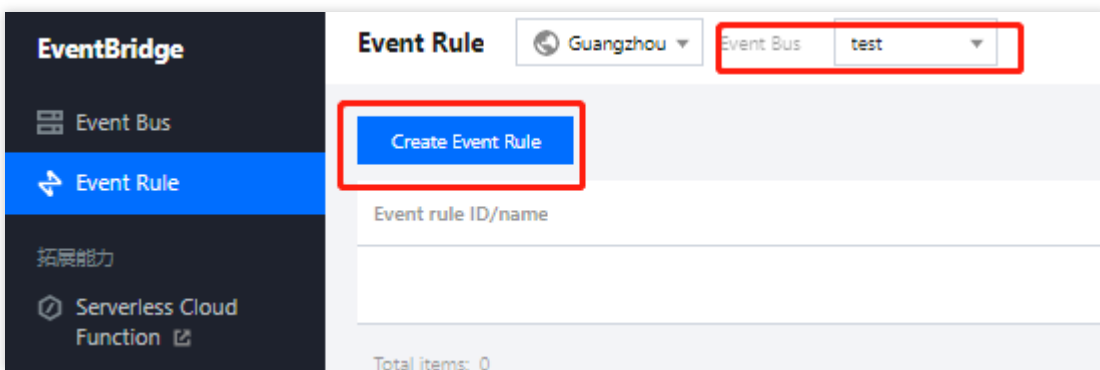 EventBridge
Event Bus
Event Rule
拓展能力
Serverless Cloud
Function
Event Rule
Guangzhou
Event Bus
test
Create Event Rule
Event rule ID/name
Total items: 0